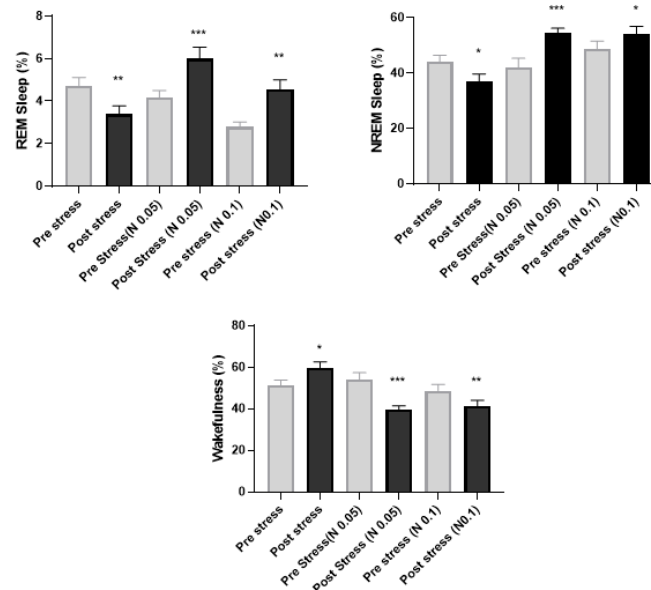 REM Sleep (%)
8
6
4
2
0
**
***
**
Pre stress
Post stress
Pre Stress(N 0.05)
Post Stress (N 0.05)
Pre stress (N 0.1)
Post stress (N0.1)
NREM Sleep (%)
60
40
20
0
*
***
*
Pre stress
Post stress
Pre Stress(N 0.05)
Post Stress (N 0.05)
Pre stress (N 0.1)
Post stress (N0.1)
Wakefulness (%)
80
60
40
20
0
*
***
**
Pre stress
Post stress
Pre Stress(N 0.05)
Post Stress (N 0.05)
Pre stress (N 0.1)
Post stress (N0.1)